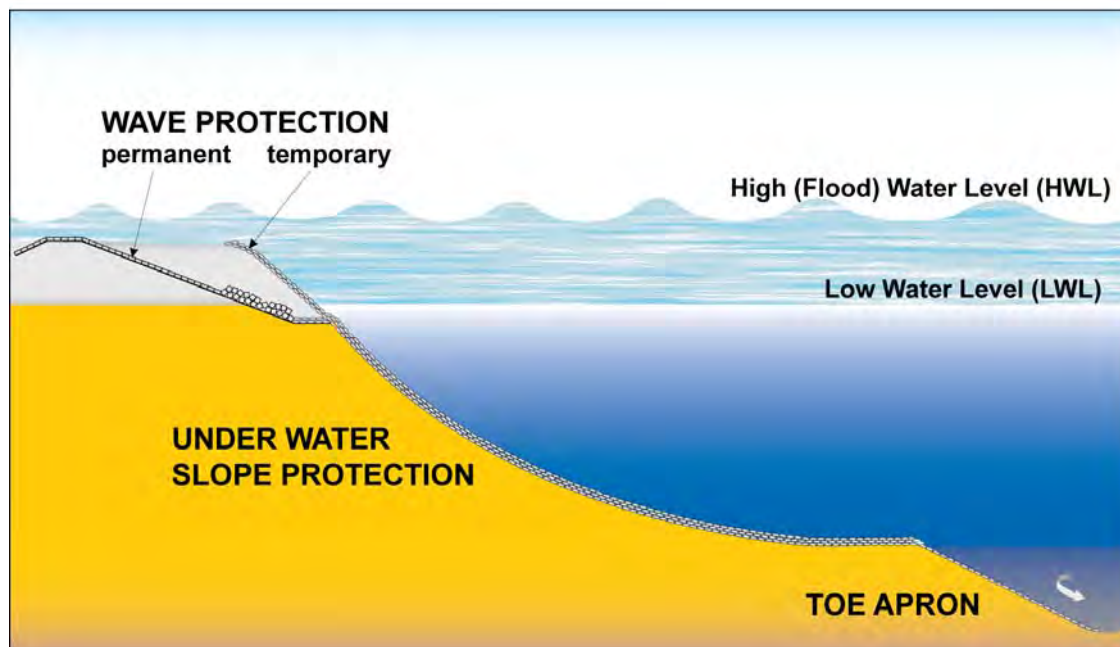 WAVE PROTECTION
permanent temporary
High (Flood) Water Level (HWL)
Low Water Level (LWL)
UNDER WATER
SLOPE PROTECTION
TOE APRON